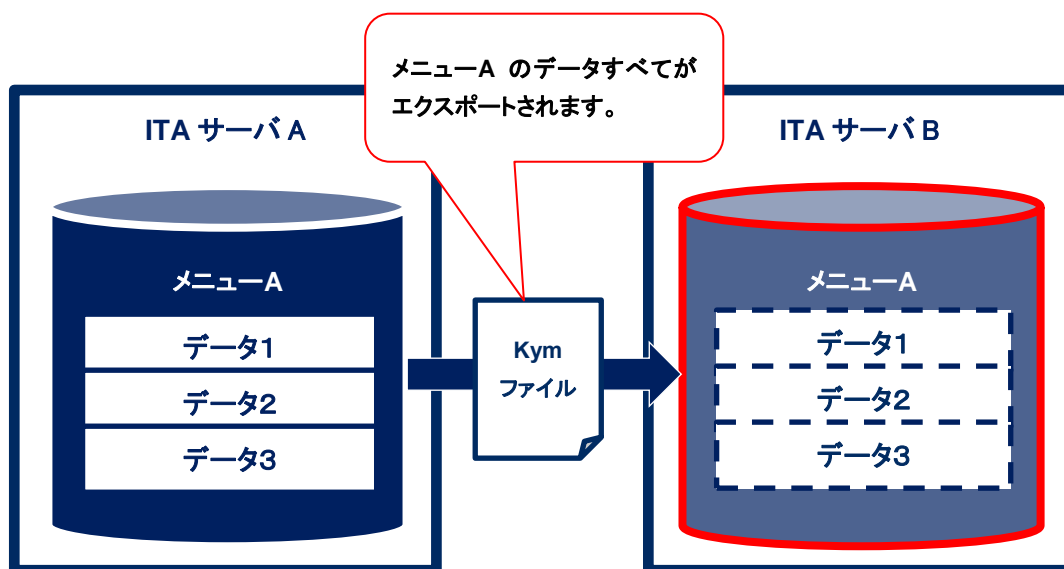 メニューA のデータすべてが
エクスポートされます。
ITA サーバ A
メニューA
データ1
データ2
データ3
Kym
ファイル
ITA サーバ B
メニューA
データ1
データ2
データ3